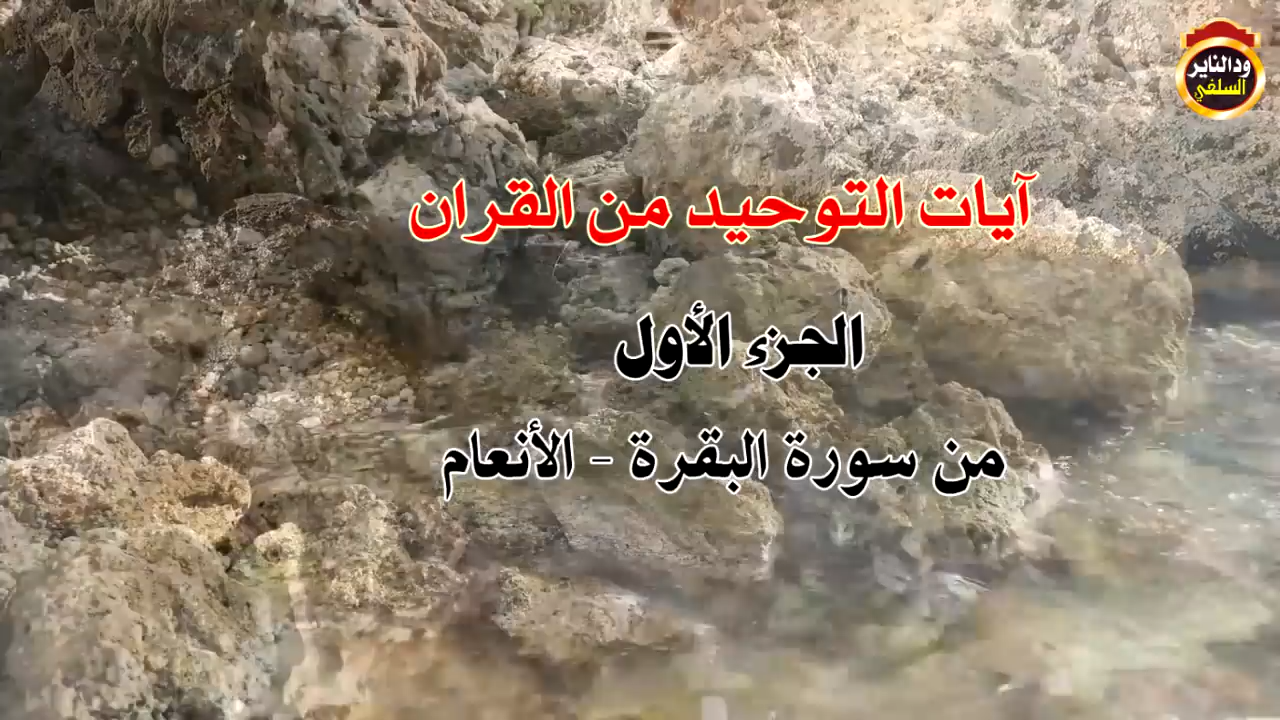 ودالناير
السلفي
آيات التوحيد من القران
الجزء الأول
من سورة البقرة - الأنعام